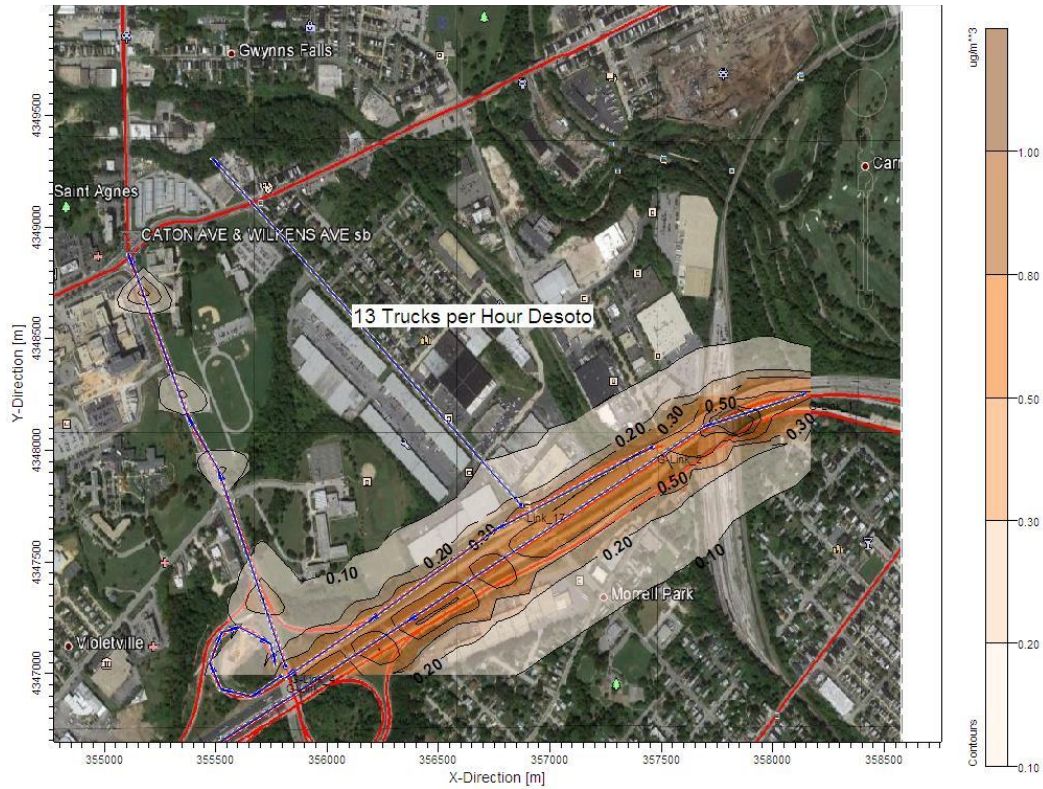 Gwynns Falls
Saint Agnes
CATON AVE & WILKENS AVE sb
13 Trucks per Hour Desoto
0.50
0.30
0.20
0.30
G-Link_2
0.50
Link_17
0.30
0.20
0.20
0.10
0.10
Morrell Park
Violetville
0.20
Y-Direction [m]
4349500
4349000
4348500
4348000
4347500
4347000
355000
355500
356000
356500
357000
357500
358000
358500
X-Direction [m]
ug/m**3
1.00
0.80
0.50
0.30
0.20
0.10
Contours